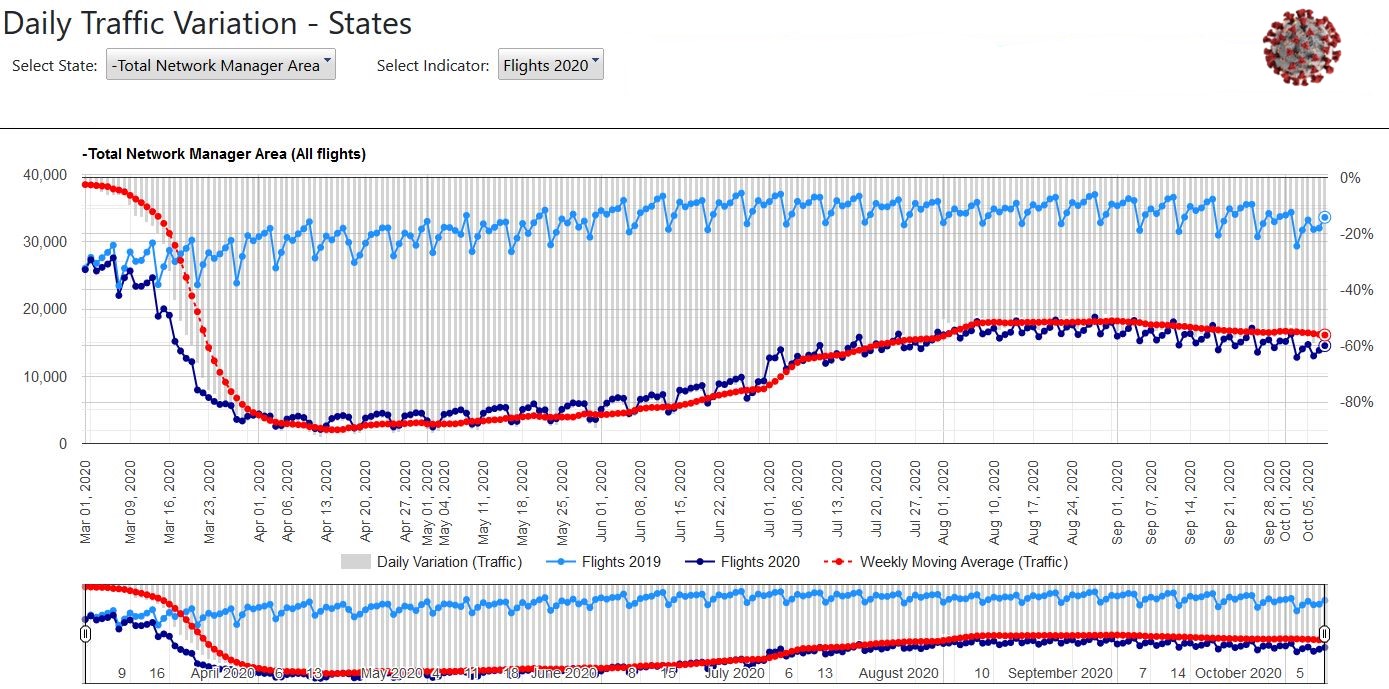 Daily Traffic Variation - States
Select State: -Total Network Manager Area Select Indicator: Flights 2020
-Total Network Manager Area (All flights)
40,000 0%
30,000 -20%
-40%
20,000
10,000 -60%
-80%
0
Mar 01, 2020 Mar 09, 2020 Mar 16, 2020 Mar 23, 2020 Apr 01, 2020 Apr 06, 2020 Apr 13, 2020 Apr 20, 2020 Apr 27, 2020 May 01, 2020 May 04, 2020 May 11, 2020 May 18, 2020 May 25, 2020 Jun 01, 2020 Jun 08, 2020 Jun 15, 2020 Jun 22, 2020 Jul 01, 2020 Jul 06, 2020 Jul 13, 2020 Jul 20, 2020 Jul 27, 2020 Aug 01, 2020 Aug 10, 2020 Aug 17, 2020 Aug 24, 2020 Sep 01, 2020 Sep 07, 2020 Sep 14, 2020 Sep 21, 2020 Sep 28, 2020 Oct 01, 2020 Oct 05, 2020
Daily Variation (Traffic) Flights 2019 Flights 2020 Weekly Moving Average (Traffic)
9 16 April 2020 6 13 May 2020 4 11 18 June 2020 8 15 July 2020 6 13 August 2020 10 September 2020 7 14 October 2020 5